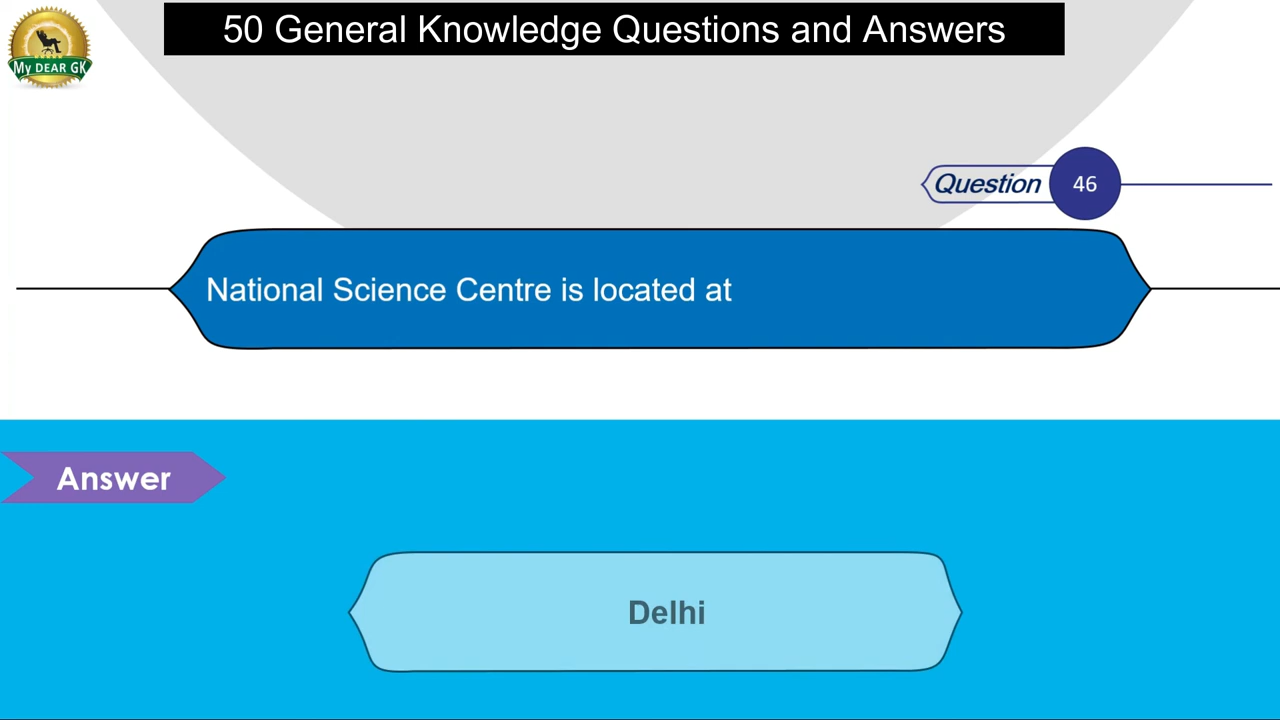 50 General Knowledge Questions and Answers
My DEAR GK
Question 46
National Science Centre is located at
Answer
Delhi